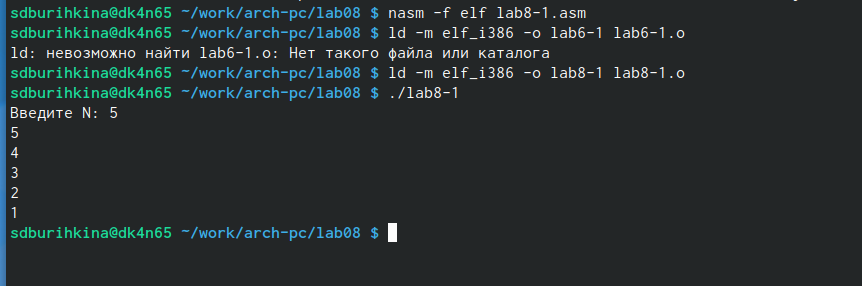 sdburihkina@dk4n65 ~/work/arch-pc/lab08 $ nasm -f elf lab8-1.asm
sdburihkina@dk4n65 ~/work/arch-pc/lab08 $ ld -m elf_i386 -o lab6-1 lab6-1.o
ld: невозможно найти lab6-1.o: Нет такого файла или каталога
sdburihkina@dk4n65 ~/work/arch-pc/lab08 $ ld -m elf_i386 -o lab8-1 lab8-1.o
sdburihkina@dk4n65 ~/work/arch-pc/lab08 $ ./lab8-1
Введите N: 5
5
4
3
2
1
sdburihkina@dk4n65 ~/work/arch-pc/lab08 $